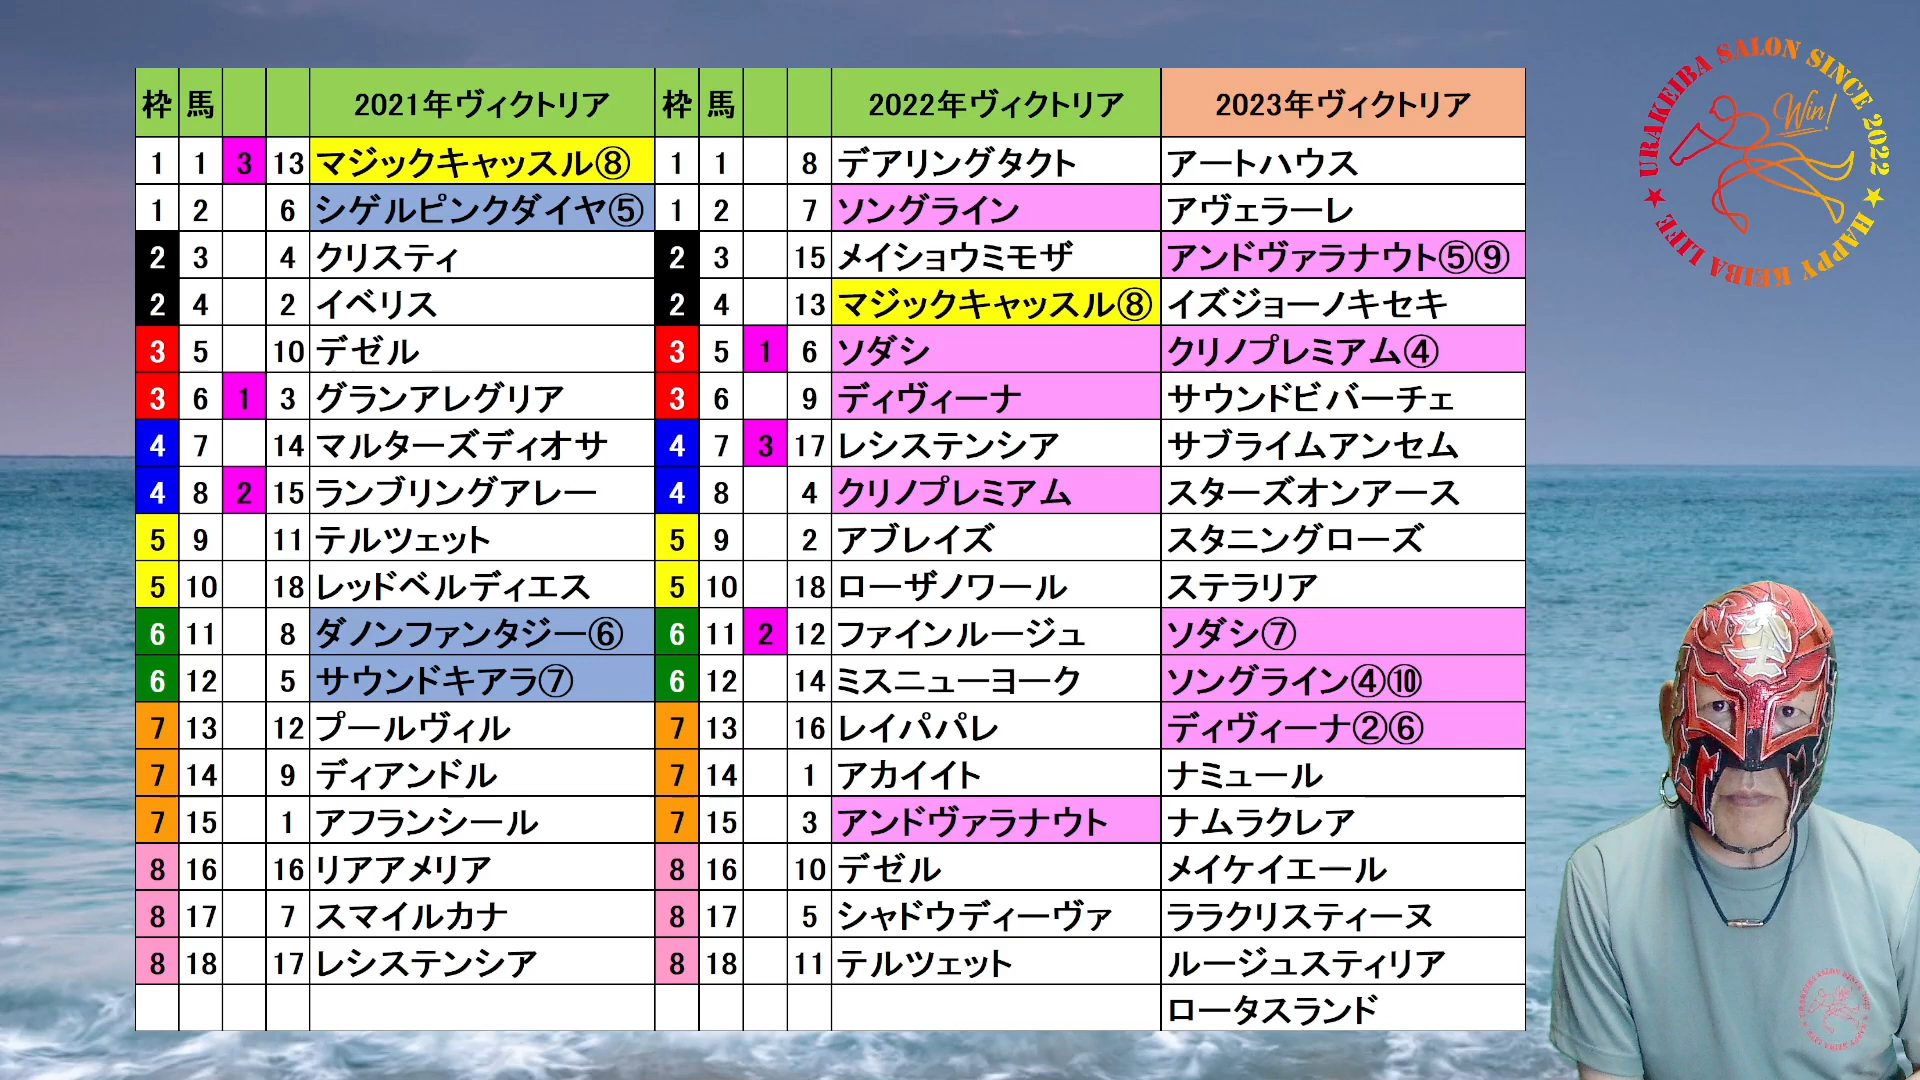 枠 馬 2021年ヴィクトリア 枠 馬 2022年ヴィクトリア 2023年ヴィクトリア
1 1 3 13 マジックキャッスル⑧ 1 1 8 デアリングタクト アートハウス
1 2 6 シゲルピンクダイヤ⑤ 1 2 7 ソングライン アヴェラーレ
2 3 4 クリスティ 2 3 15 メイショウミモザ アンドヴァラナウト⑤⑨
2 4 2 イベリス 2 4 13 マジックキャッスル⑧ イズジョーノキセキ
3 5 10 デゼル 3 5 1 6 ソダシ クリノプレミアム④
3 6 1 3 グランアレグリア 3 6 9 ディヴィーナ サウンドビバーチェ
4 7 14 マルターズディオサ 4 7 3 17 レシステンシア サブライムアンセム
4 8 2 15 ランブリングアレー 4 8 4 クリノプレミアム スターズオンアース
5 9 11 テルツェット 5 9 2 アブレイズ スタニングローズ
5 10 18 レッドベルディエス 5 10 18 ローザノワール ステラリア
6 11 8 ダノンファンタジー⑥ 6 11 2 12 ファインルージュ ソダシ⑦
6 12 5 サウンドキアラ⑦ 6 12 14 ミスニューヨーク ソングライン④⑩
7 13 12 プールヴィル 7 13 16 レイパパレ ディヴィーナ②⑥
7 14 9 ディアンドル 7 14 1 アカイイト ナミュール
7 15 1 アフランシール 7 15 3 アンドヴァラナウト ナムラクレア
8 16 16 リアアメリア 8 16 10 デゼル メイケイエール
8 17 7 スマイルカナ 8 17 5 シャドウディーヴァ ララクリスティーヌ
8 18 17 レシステンシア 8 18 11 テルツェット ルージュスティリア
ロータスランド
URAKEIBA SALON SINCE 2022 ★ HAPPY KEIBA LIFE ★
Win!